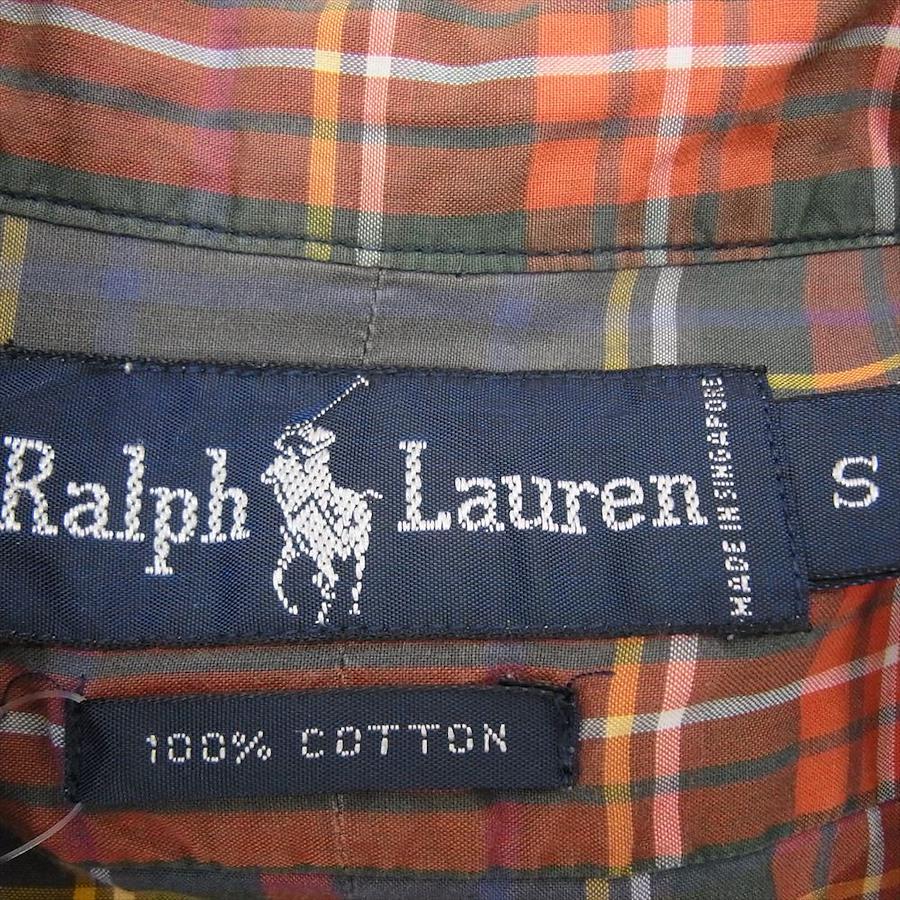 Ralph Lauren
MADE IN SINGAPORE
S
100% COTTON